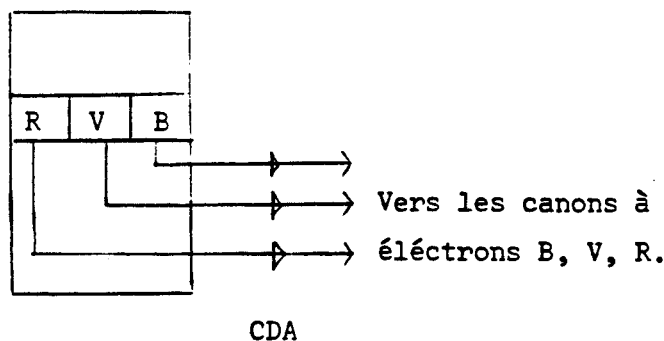 R V B
Vers les canons à
éléctrons B, V, R.
CDA